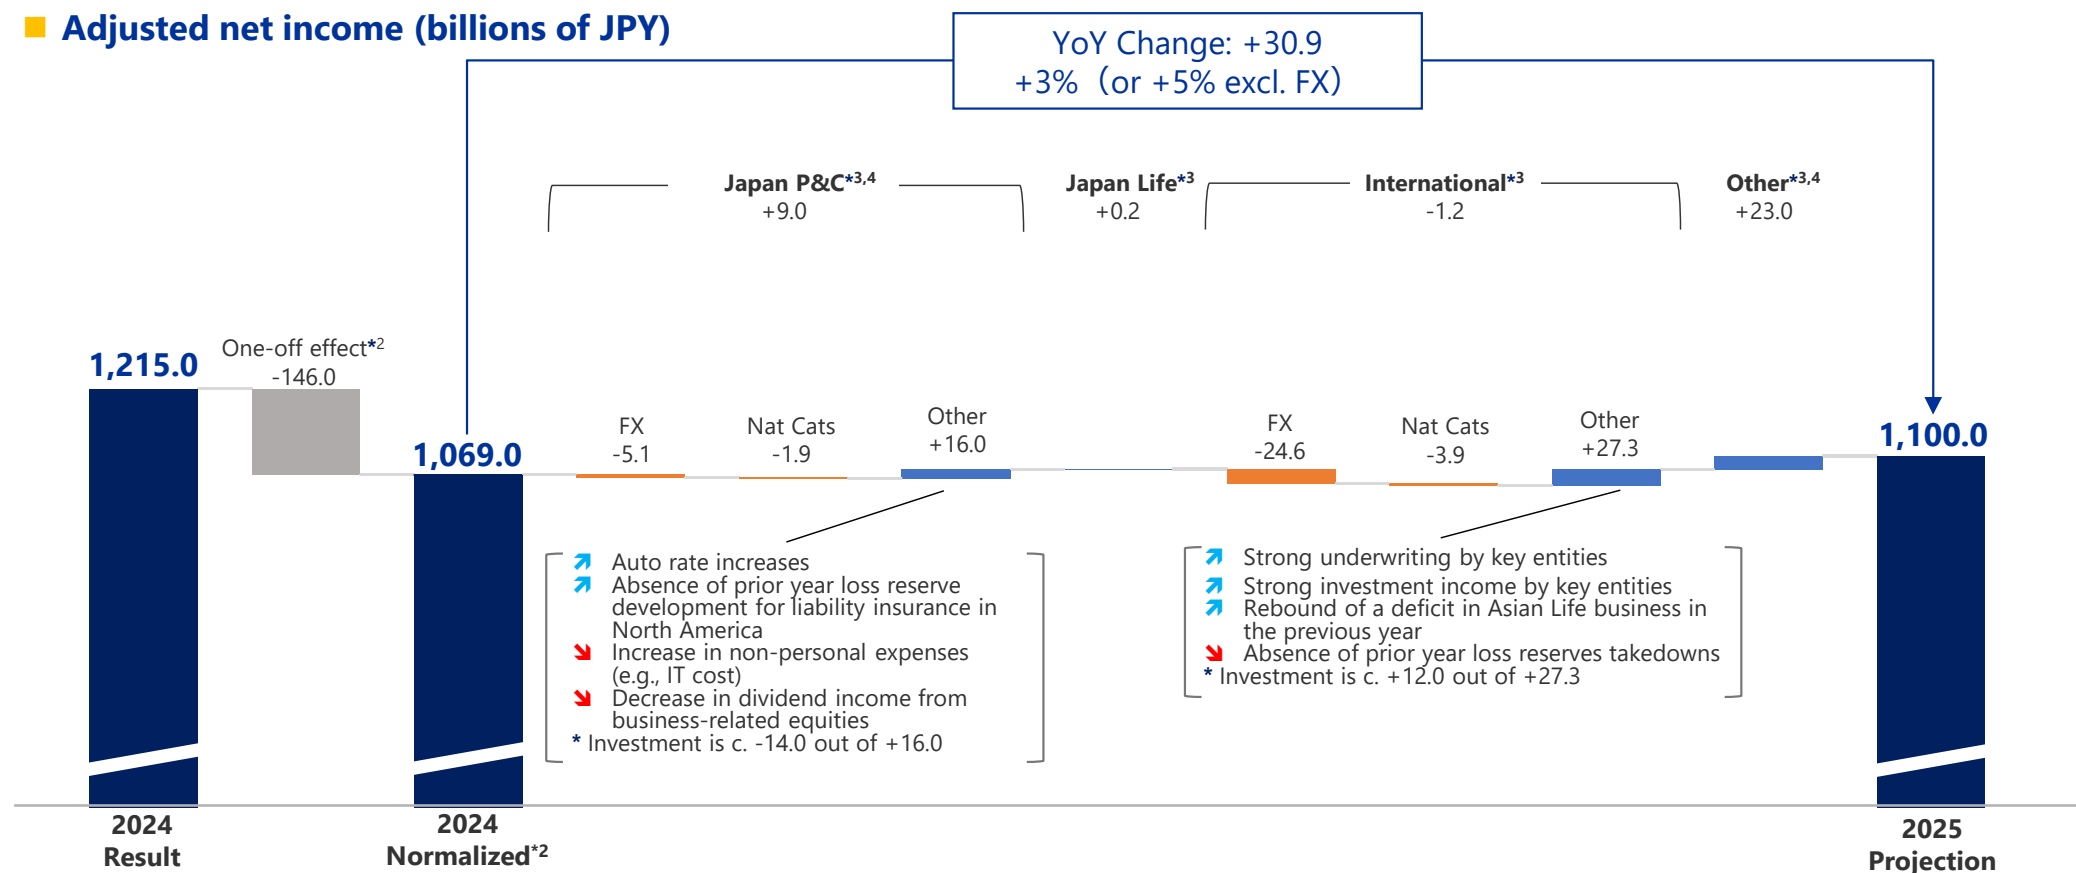 Adjusted net income (billions of JPY)
YoY Change: +30.9
+3%（or +5% excl. FX）
Japan P&C*3,4
+9.0
Japan Life*3
+0.2
International*3
-1.2
Other*3,4
+23.0
1,215.0
One-off effect*2
-146.0
1,069.0
FX
-5.1
Nat Cats
-1.9
Other
+16.0
FX
-24.6
Nat Cats
-3.9
Other
+27.3
1,100.0
Auto rate increases
Absence of prior year loss reserve
development for liability insurance in
North America
Increase in non-personal expenses
(e.g., IT cost)
Decrease in dividend income from
business-related equities
* Investment is c. -14.0 out of +16.0
Strong underwriting by key entities
Strong investment income by key entities
Rebound of a deficit in Asian Life business in
the previous year
Absence of prior year loss reserves takedowns
* Investment is c. +12.0 out of +27.3
2024
Result
2024
Normalized*2
2025
Projection